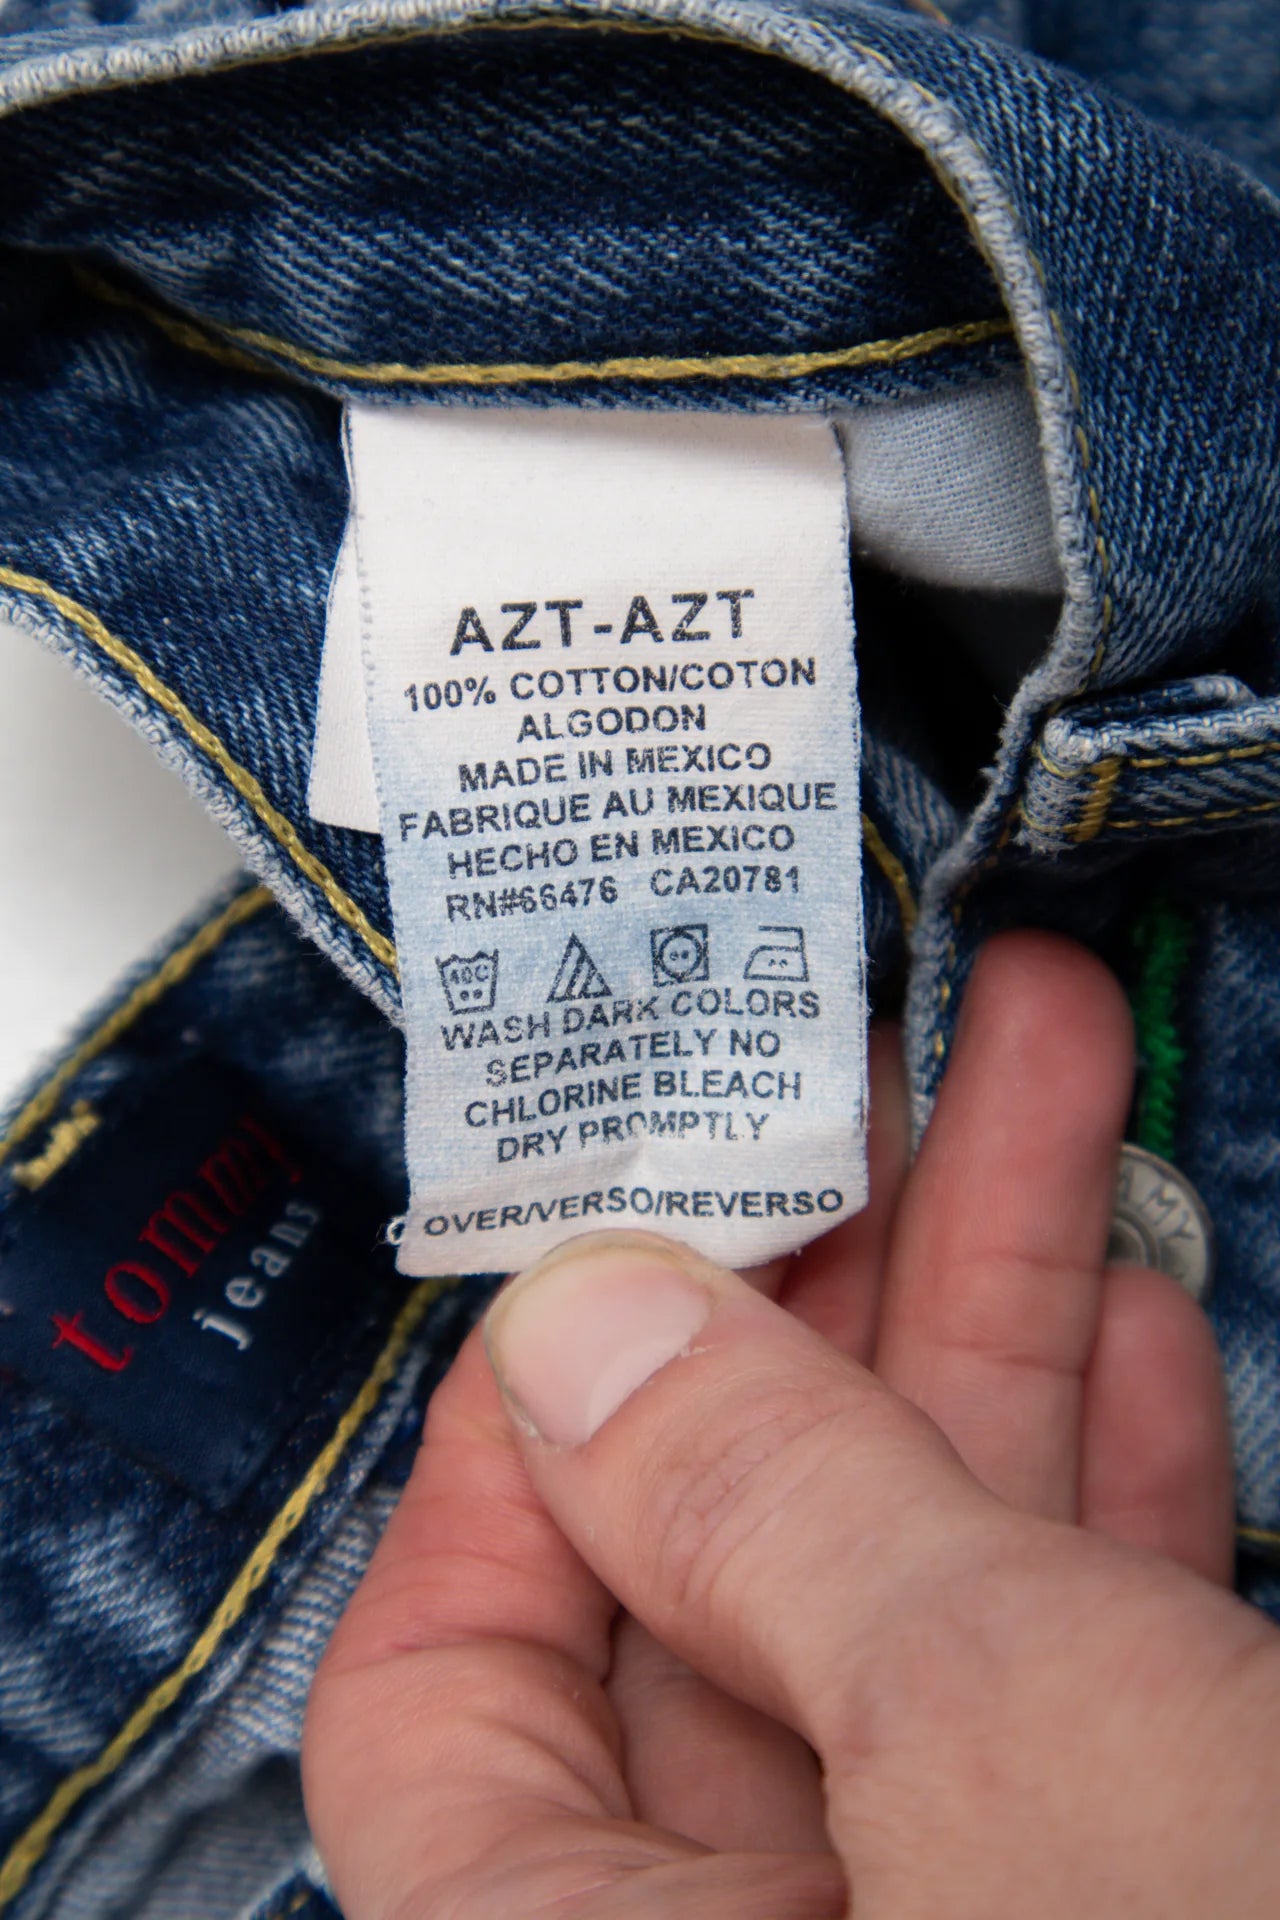 AZT-AZT
100% COTTON/COTON
ALGODON
MADE IN MEXICO
FABRIQUE AU MEXIQUE
HECHO EN MEXICO
RN#66476 CA20781
40C
WASH DARK COLORS
SEPARATELY NO
CHLORINE BLEACH
DRY PROMPTLY
OVER/VERSO/REVERSO
tommy
jeans